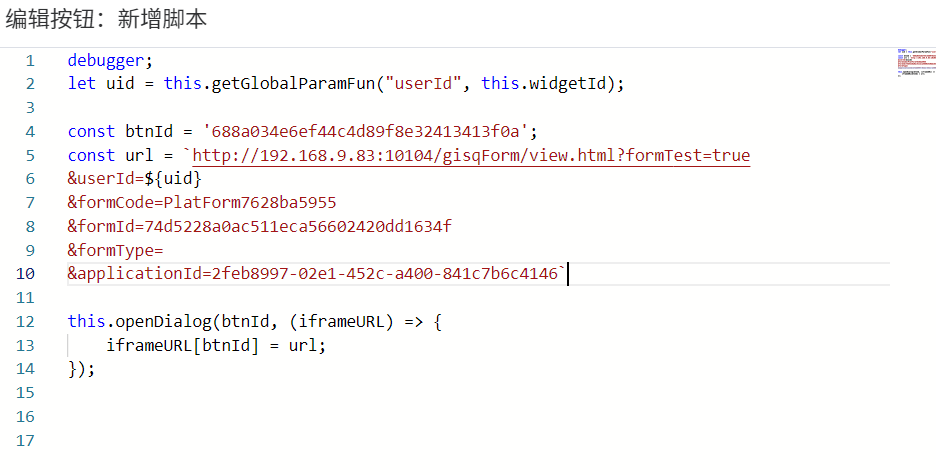 编辑按钮：新增脚本
1 debugger;
2 let uid = this.getGlobalParamFun("userId", this.widgetId);
3
4 const btnId = '688a034e6ef44c4d89f8e32413413f0a';
5 const url = `http://192.168.9.83:10104/gisqForm/view.html?formTest=true
6 &userId=${uid}
7 &formCode=PlatForm7628ba5955
8 &formId=74d5228a0ac511eca56602420dd1634f
9 &formType=
10 &applicationId=2feb8997-02e1-452c-a400-841c7b6c4146`
11
12 this.openDialog(btnId, (iframeURL) => {
13     iframeURL[btnId] = url;
14 });
15
16
17